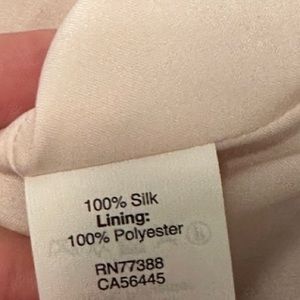 100% Silk
Lining:
100% Polyester
RN77388
CA56445